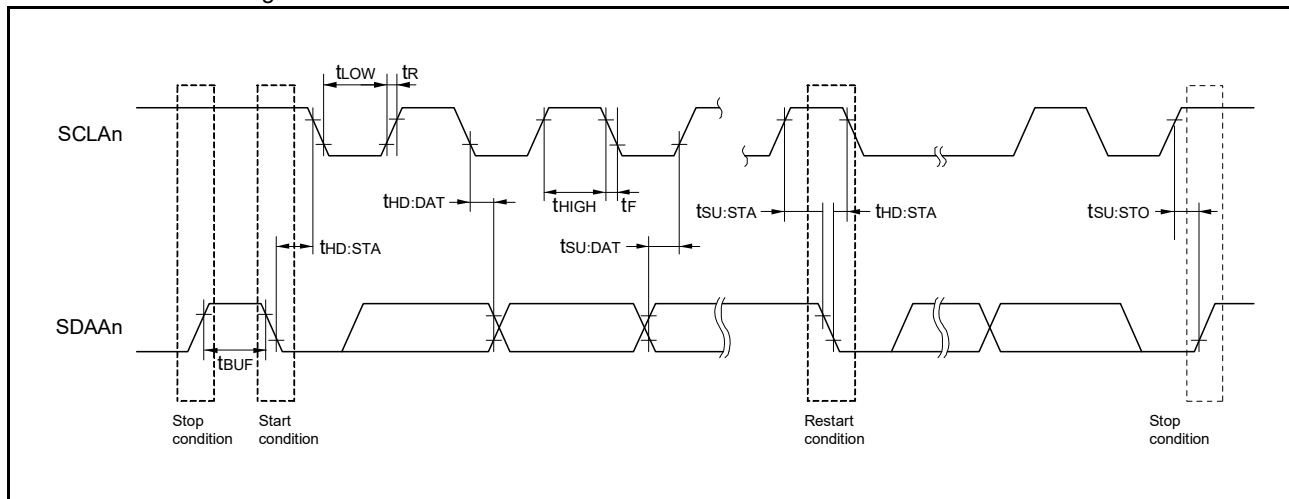 tLOW tR
SCLAn
tHD:DAT tHIGH tF tSU:STA tHD:STA tSU:STO
tHD:STA tSU:DAT
SDAAn
tBUF
Stop condition
Start condition
Restart condition
Stop condition